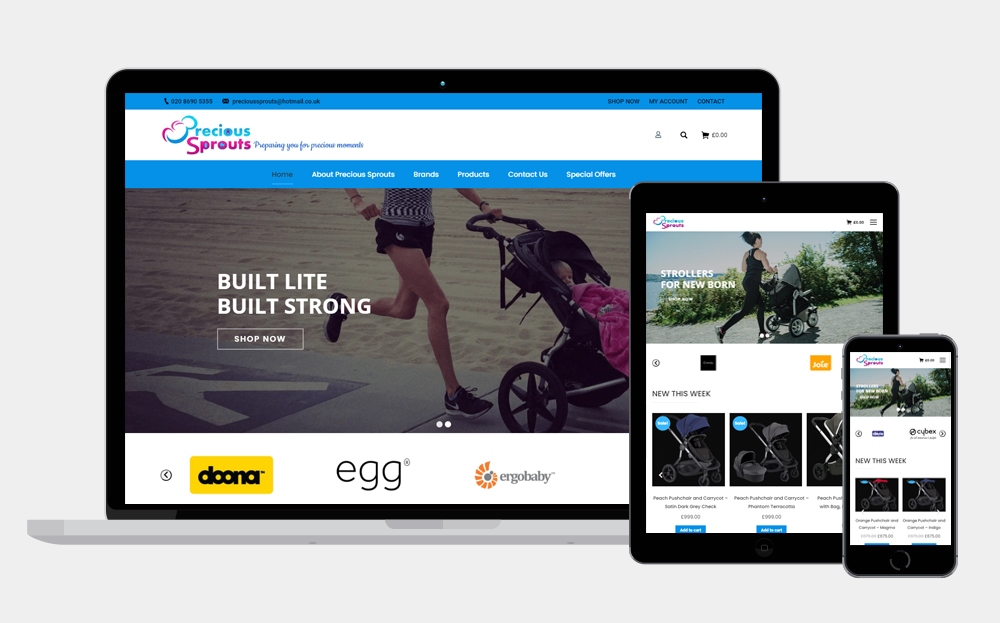 020 8690 5355 precioussprouts@hotmail.co.uk
SHOP NOW MY ACCOUNT CONTACT
Precious
Sprouts Preparing you for precious moments
£0.00
Home About Precious Sprouts Brands Products Contact Us Special Offers
BUILT LITE
BUILT STRONG
SHOP NOW
doona™
egg®
ergobaby™
Precious
Sprouts
£0.00
STROLLERS
FOR NEW BORN
SHOP NOW
Joie
NEW THIS WEEK
Sale!
Sale!
Peach Pushchair and Carrycot –
Satin Dark Grey Check
£999.00
Add to cart
Peach Pushchair and Carrycot –
Phantom Terracotta
£999.00
Add to cart
Peach Push
with Bag,
Precious
Sprouts
£0.00
STROLLERS
FOR NEW BORN
SHOP NOW
cybex
NEW THIS WEEK
Orange Pushchair and
Carrycot – Magma
£675.00
Orange Pushchair and
Carrycot – Indigo
£675.00